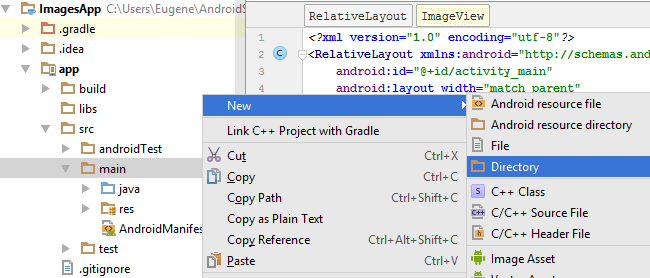 ImagesApp C:\Users\Eugene\AndroidS
.gradle
.idea
app
build
libs
src
androidTest
main
java
res
AndroidManifes
test
.gitignore
RelativeLayout
ImageView
1 <?xml version="1.0" encoding="utf-8"?>
2 C <RelativeLayout xmlns:android="http://schemas.and
3 android:id="@+id/activity_main"
4 android:layout_width="match_parent"
New
Link C++ Project with Gradle
Cut Ctrl+X
Copy Ctrl+C
Copy Path Ctrl+Shift+C
Copy as Plain Text
Copy Reference Ctrl+Alt+Shift+C
Paste Ctrl+V
Android resource file
Android resource directory
File
Directory
S C++ Class
C++ C/C++ Source File
h C/C++ Header File
Image Asset